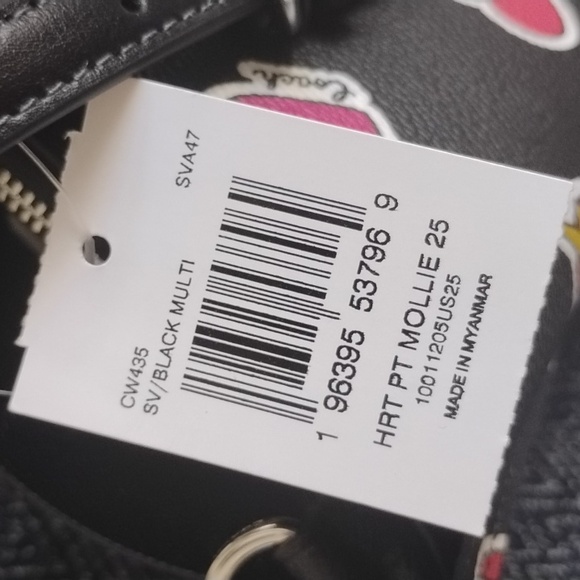 Coach
CW435
SV/BLACK MULTI
SVA47
1 96395 53796 9
HRT PT MOLLIE 25
10011205US25
MADE IN MYANMAR